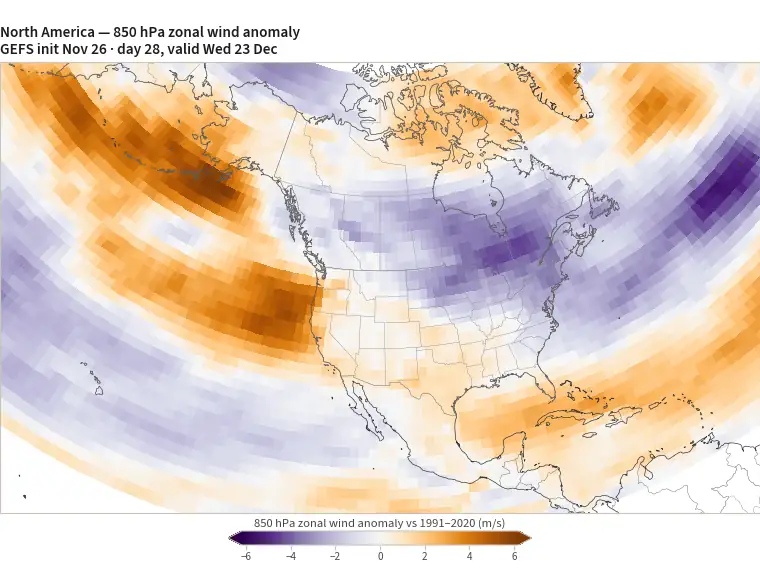 North America — 850 hPa zonal wind anomaly
GEFS init Nov 26 · day 28, valid Wed 23 Dec
850 hPa zonal wind anomaly vs 1991–2020 (m/s)
−6 −4 −2 0 2 4 6